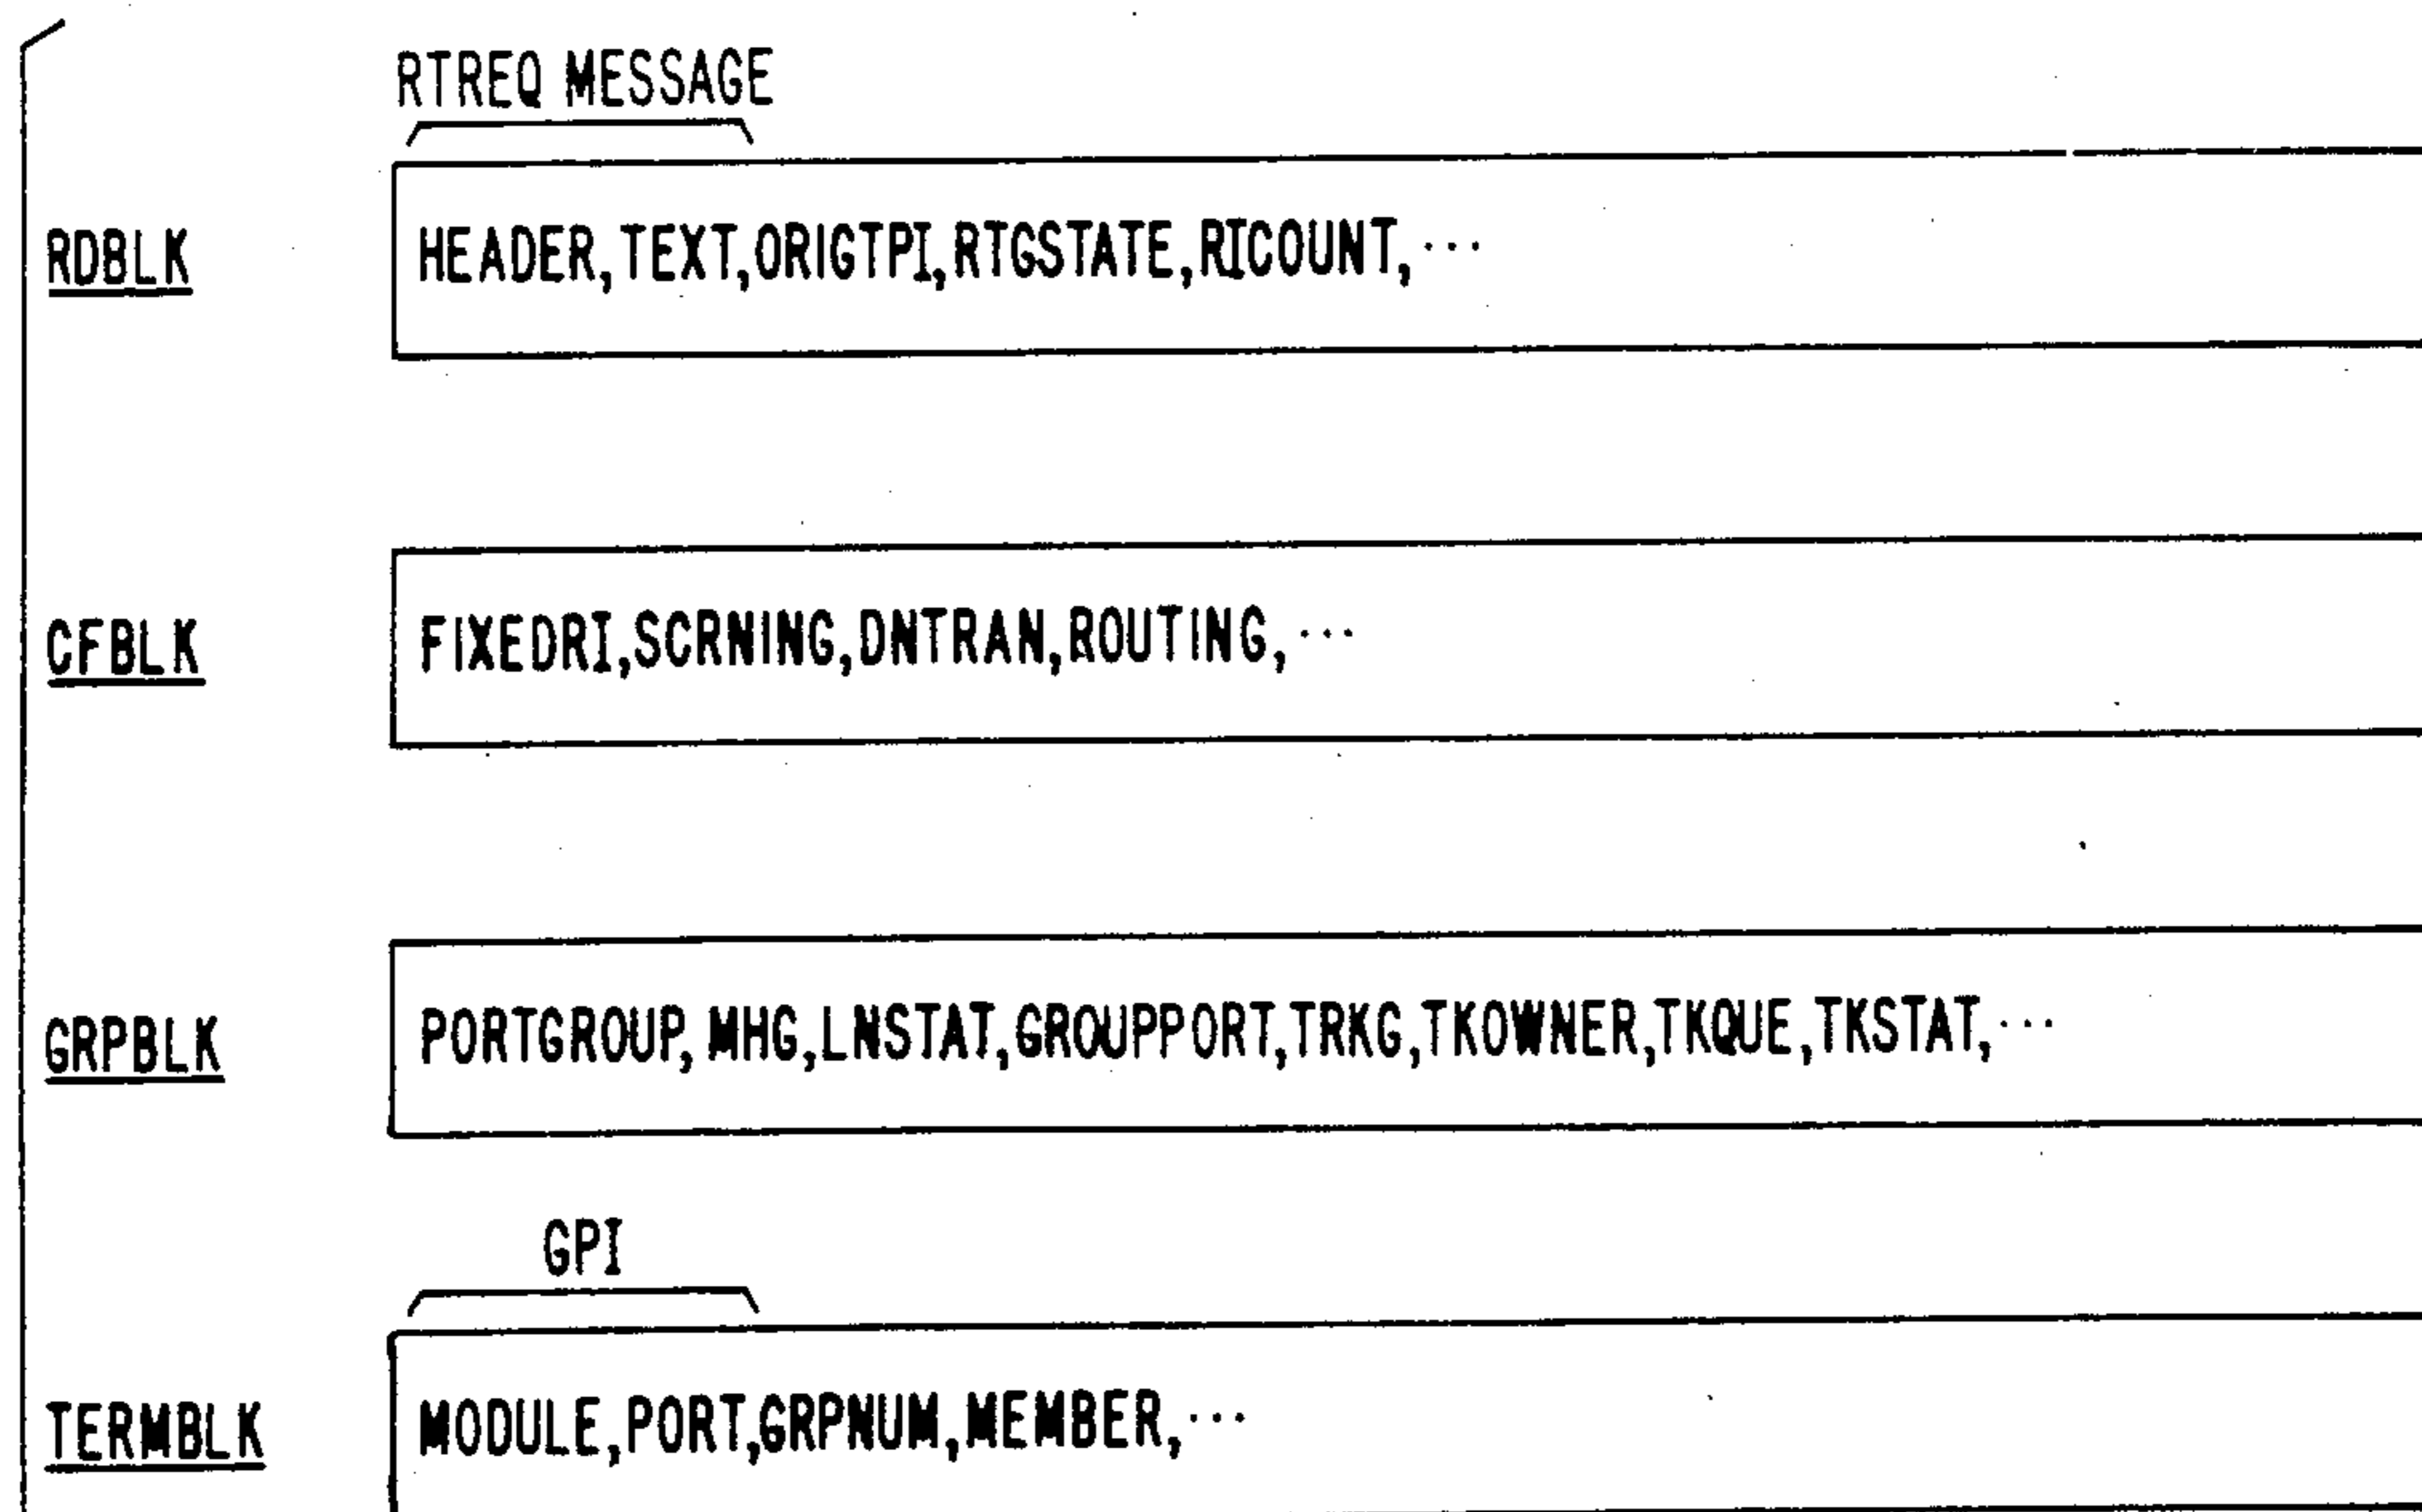 RTREQ MESSAGE
RDBLK HEADER,TEXT,ORIGTPI,RTGSTATE,RICOUNT,···
CFBLK FIXEDRI,SCRNING,DNTRAN,ROUTING,···
GRPBLK PORTGROUP,MHG,LNSTAT,GROUPPORT,TRKG,TKOWNER,TKQUE,TKSTAT,···
GPI
TERMBLK MODULE,PORT,GRPNUM,MEMBER,···